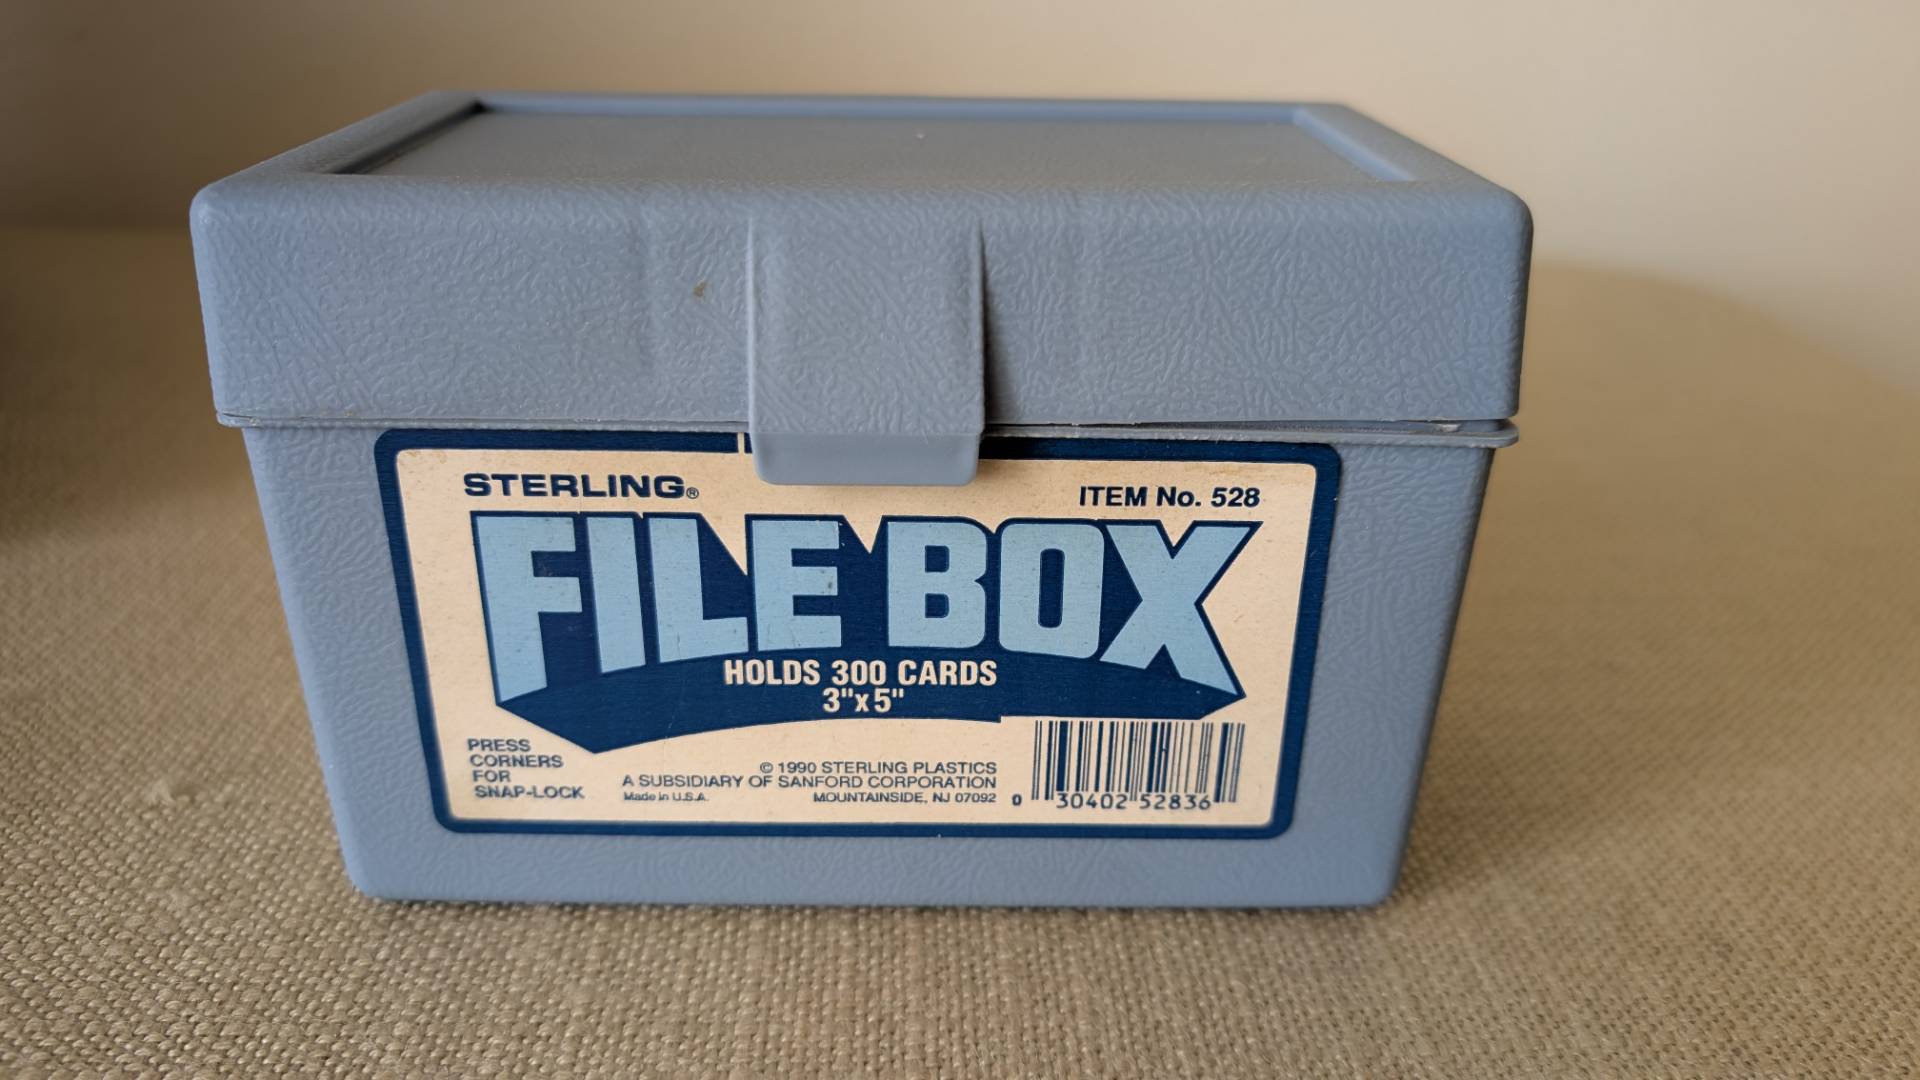 STERLING®
ITEM No. 528
FILE BOX
HOLDS 300 CARDS
3"x5"
PRESS
CORNERS
FOR
SNAP-LOCK
© 1990 STERLING PLASTICS
A SUBSIDIARY OF SANFORD CORPORATION
Made in U.S.A. MOUNTAINSIDE, NJ 07092
0 30402 52836